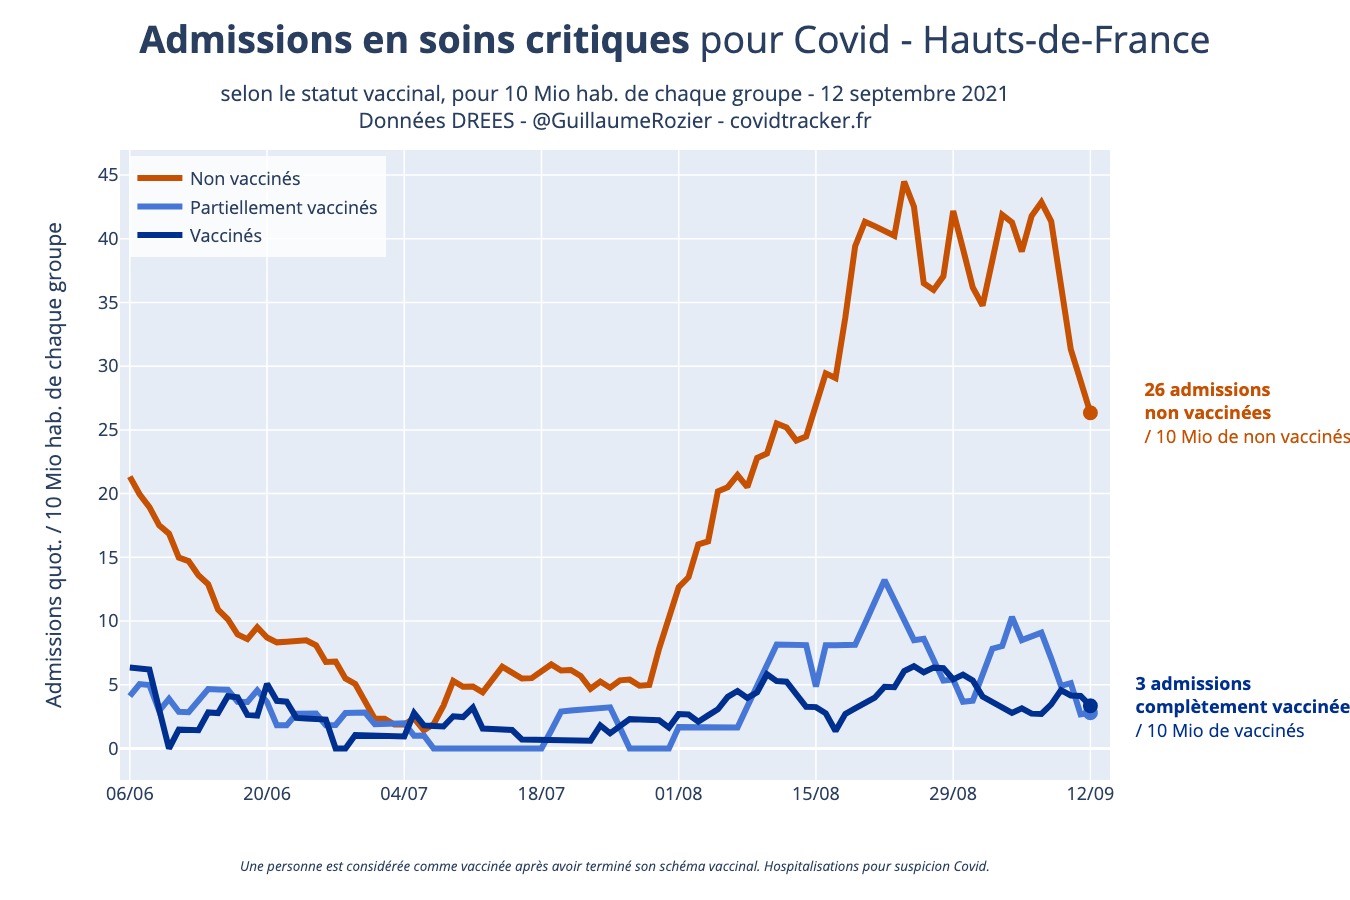 Admissions en soins critiques pour Covid - Hauts-de-France
selon le statut vaccinal, pour 10 Mio hab. de chaque groupe - 12 septembre 2021
Données DREES - @GuillaumeRozier - covidtracker.fr
Non vaccinés
Partiellement vaccinés
Vaccinés
Admissions quot. / 10 Mio hab. de chaque groupe
45
40
35
30
25
20
15
10
5
0
06/06
20/06
04/07
18/07
01/08
15/08
29/08
12/09
26 admissions
non vaccinées
/ 10 Mio de non vaccinés
3 admissions
complètement vaccinée
/ 10 Mio de vaccinés
Une personne est considérée comme vaccinée après avoir terminé son schéma vaccinal. Hospitalisations pour suspicion Covid.